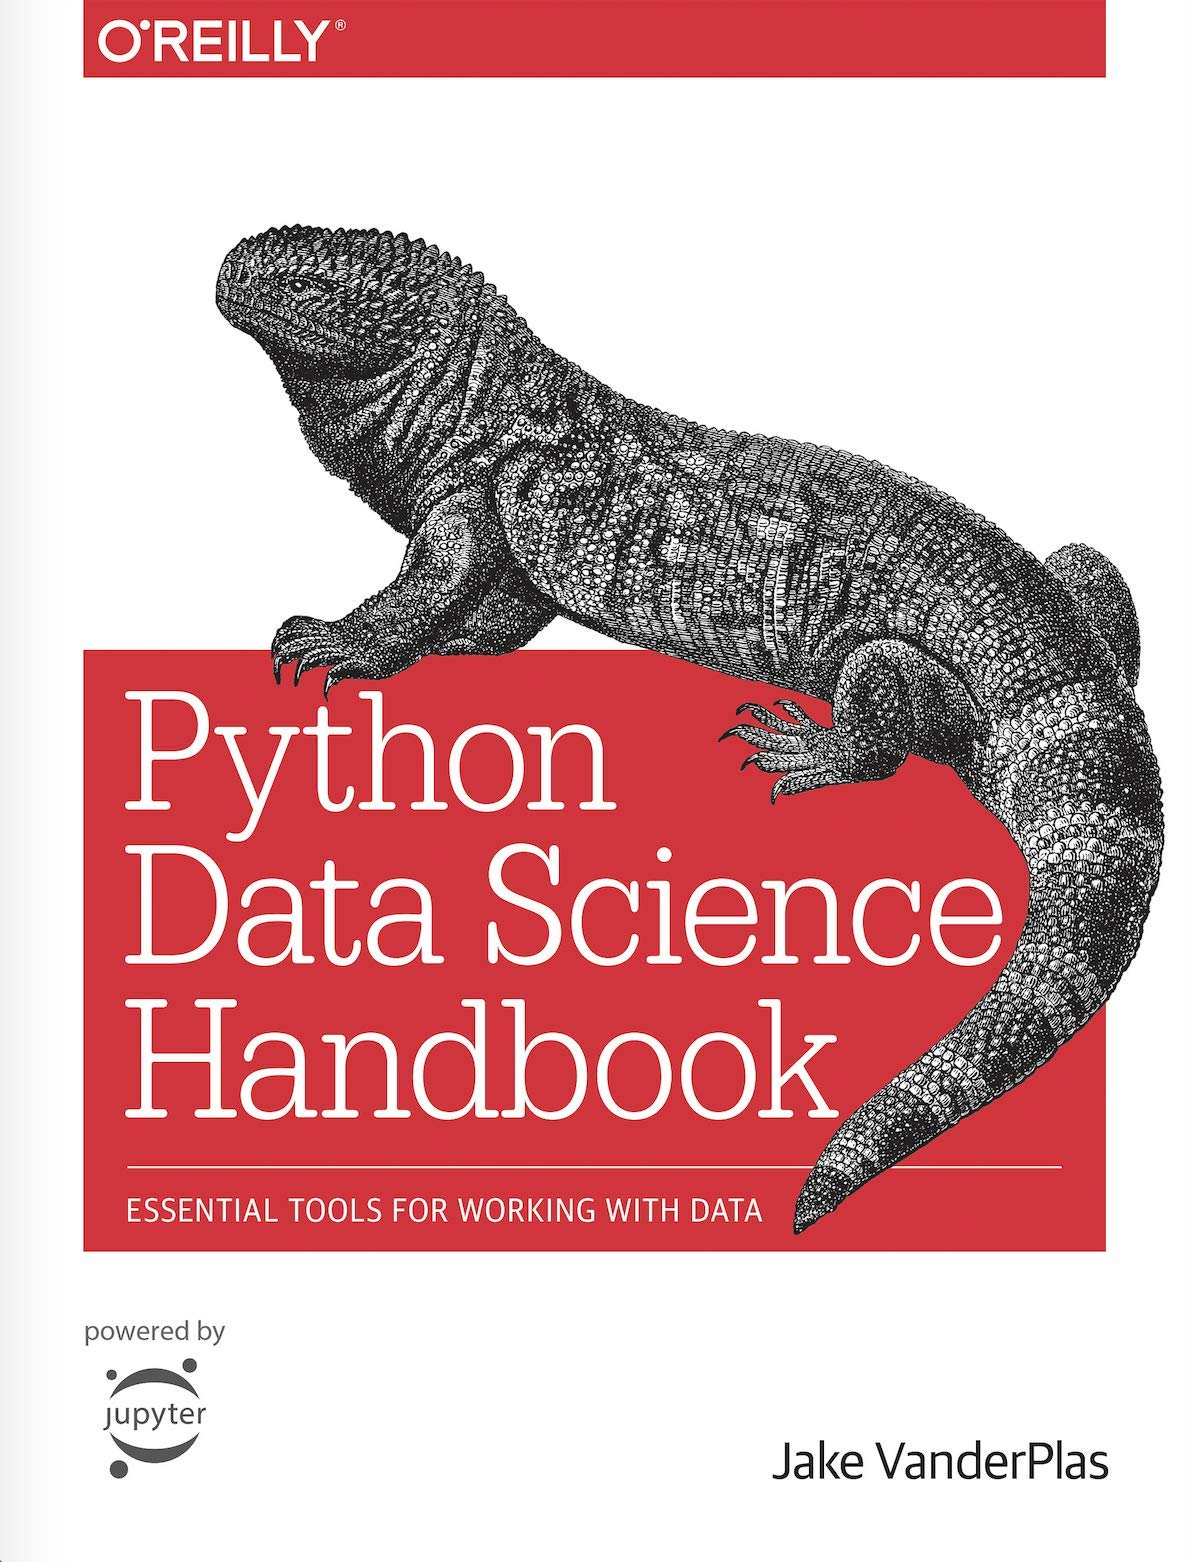 O'REILLY®
Python
Data Science
Handbook
ESSENTIAL TOOLS FOR WORKING WITH DATA
powered by
jupyter
Jake VanderPlas